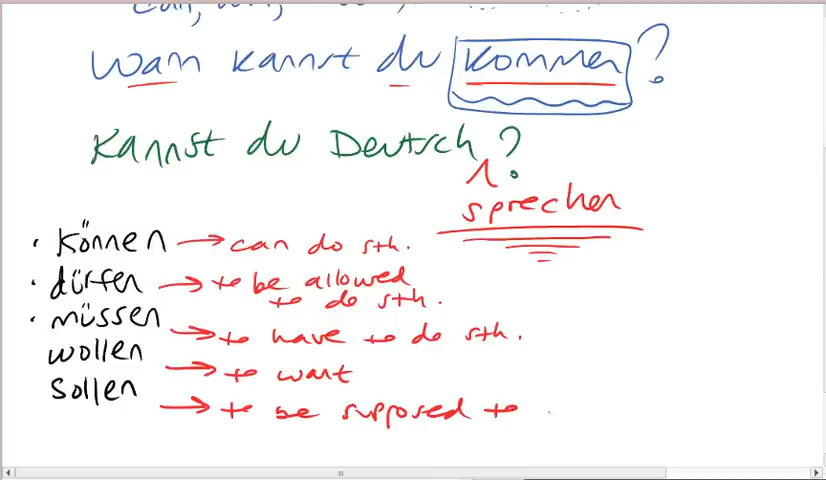 Wann kannst du kommen?
Kannst du Deutsch?
sprechen
• können → can do sth.
• dürfen → to be allowed
to do sth.
• müssen → to have to do sth.
wollen → to want
sollen → to be supposed to